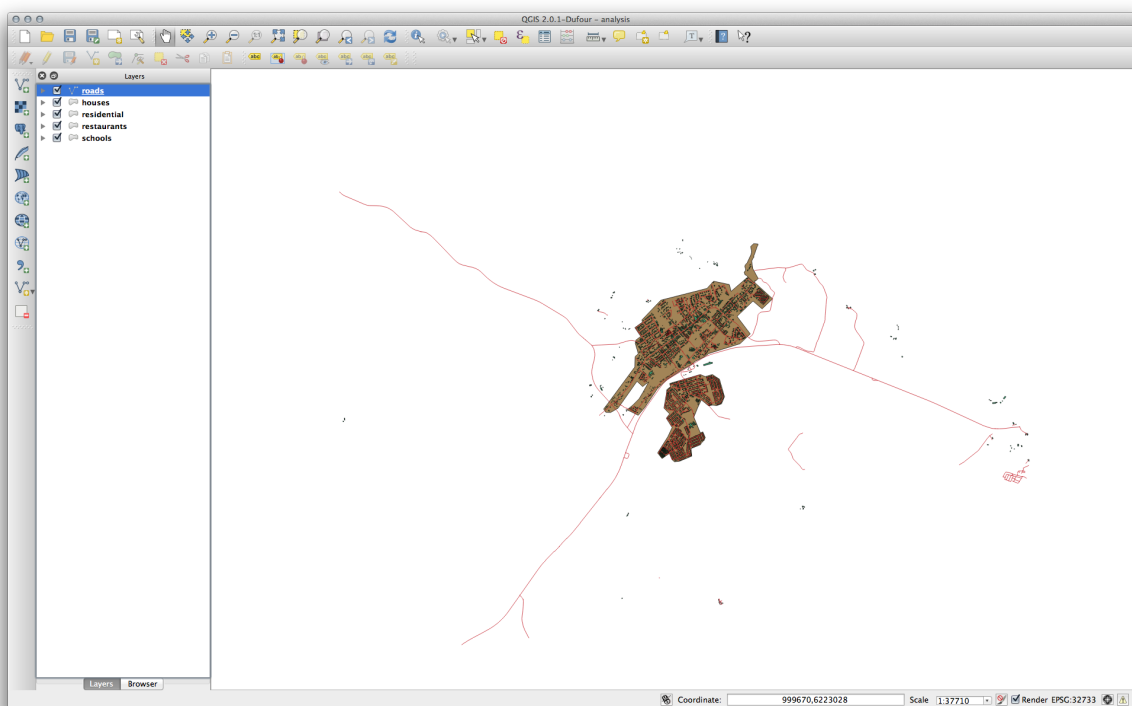 QGIS 2.0.1-Dufour - analysis
Layers
roads
houses
residential
restaurants
schools
Layers Browser
Coordinate: 999670,6223028 Scale 1:37710 Render EPSG:32733